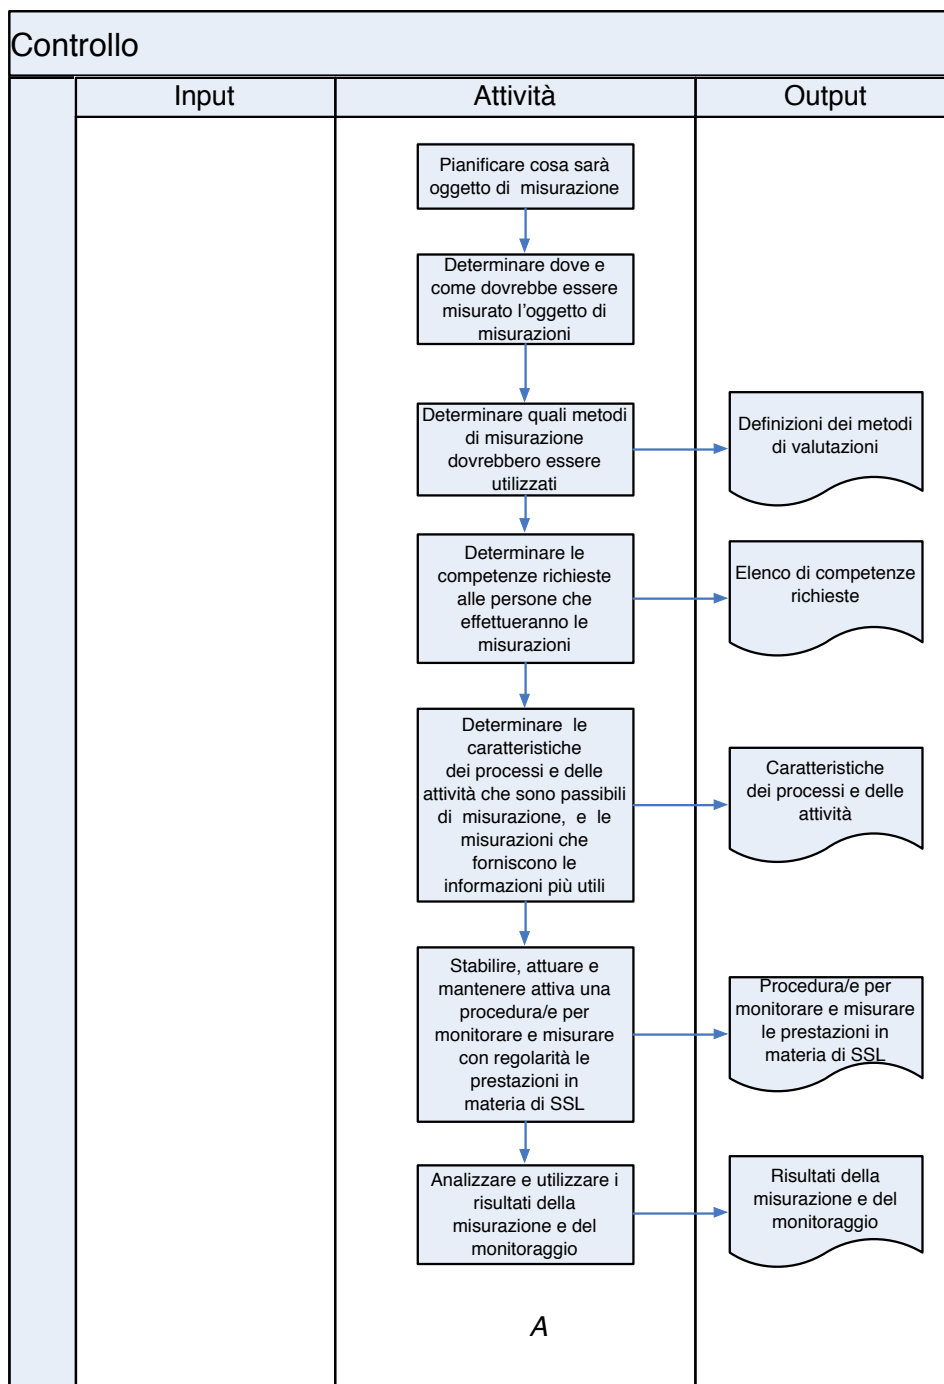 Controllo
Input
Attività
Output
Pianificare cosa sarà
oggetto di misurazione
Determinare dove e
come dovrebbe essere
misurato l'oggetto di
misurazioni
Determinare quali metodi
di misurazione
dovrebbero essere
utilizzati
Definizioni dei metodi
di valutazioni
Determinare le
competenze richieste
alle persone che
effettueranno le
misurazioni
Elenco di competenze
richieste
Determinare le
caratteristiche
dei processi e delle
attività che sono passibili
di misurazione, e le
misurazioni che
forniscono le
informazioni più utili
Caratteristiche
dei processi e delle
attività
Stabilire, attuare e
mantenere attiva una
procedura/e per
monitorare e misurare
con regolarità le
prestazioni in
materia di SSL
Procedura/e per
monitorare e misurare
le prestazioni in
materia di SSL
Analizzare e utilizzare i
risultati della
misurazione e del
monitoraggio
Risultati della
misurazione e del
monitoraggio
A